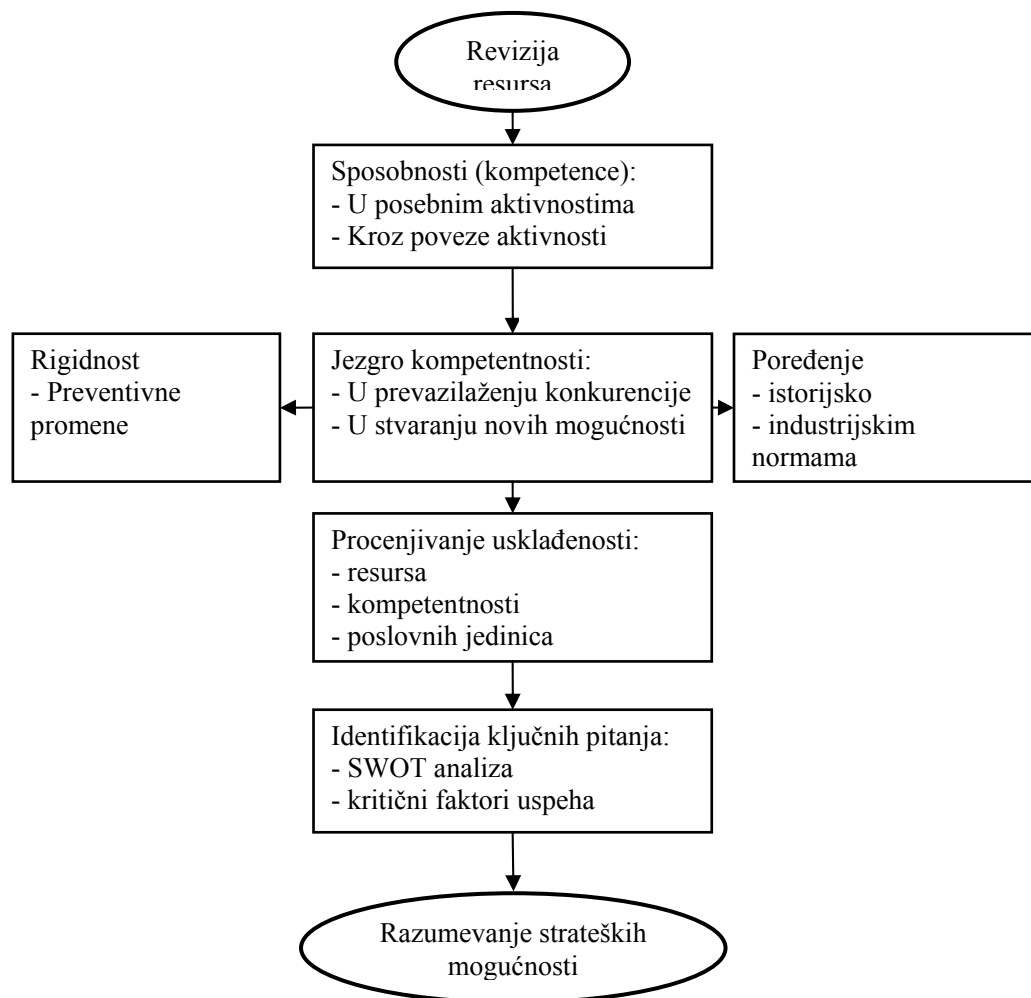 Revizija
resursa
Sposobnosti (kompetence):
- U posebnim aktivnostima
- Kroz poveze aktivnosti
Rigidnost
- Preventivne
promene
Jezgro kompetentnosti:
- U prevazilaženju konkurencije
- U stvaranju novih mogućnosti
Poređenje
- istorijsko
- industrijskim
normama
Procenjivanje usklađenosti:
- resursa
- kompetentnosti
- poslovnih jedinica
Identifikacija ključnih pitanja:
- SWOT analiza
- kritični faktori uspeha
Razumevanje strateških
mogućnosti